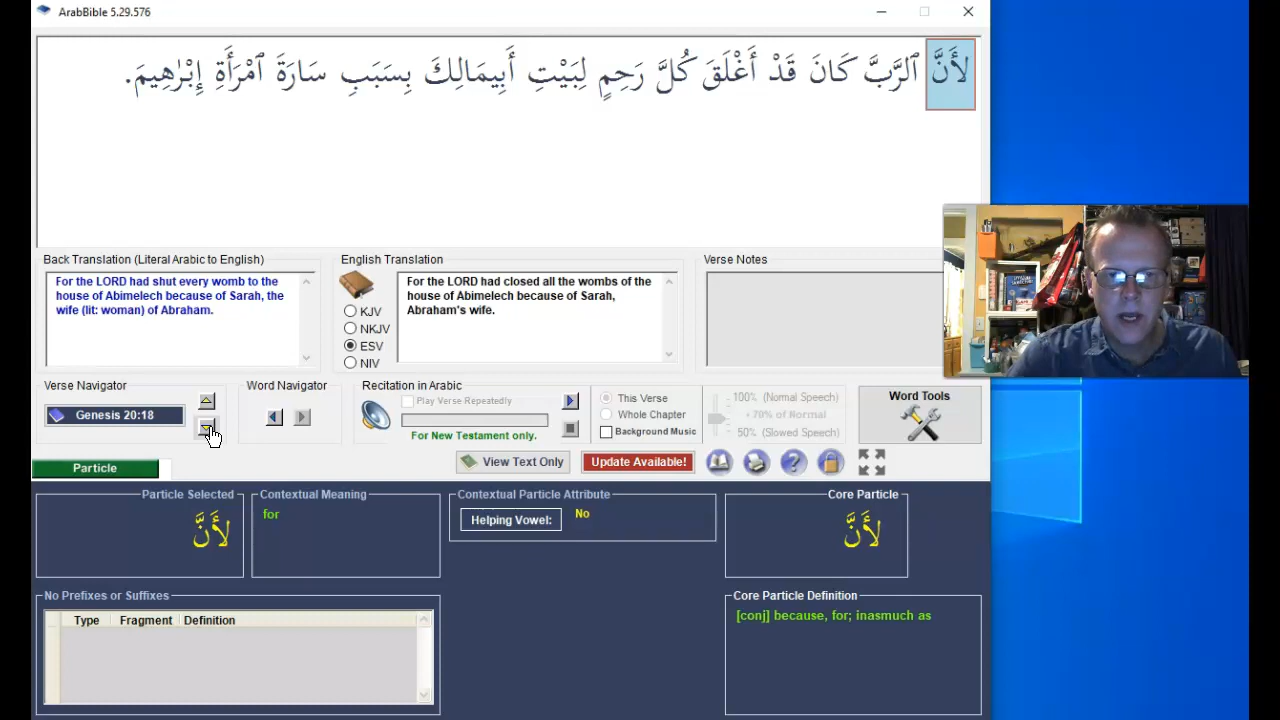 ArabBible 5.29.576
لأَنَّ ٱلرَّبَّ كَانَ قَدْ أَغْلَقَ كُلَّ رَحِمٍ لِبَيْتِ أَبِيمَالِكَ بِسَبَبِ سَارَةَ ٱمْرَأَةِ إِبْرٰهِيمَ.
Back Translation (Literal Arabic to English)
For the LORD had shut every womb to the
house of Abimelech because of Sarah, the
wife (lit: woman) of Abraham.
English Translation
KJV
NKJV
ESV
NIV
For the LORD had closed all the wombs of the
house of Abimelech because of Sarah,
Abraham's wife.
Verse Notes
Verse Navigator
Genesis 20:18
Word Navigator
Recitation in Arabic
Play Verse Repeatedly
For New Testament only.
This Verse
Whole Chapter
Background Music
100% (Normal Speech)
70% of Normal
50% (Slowed Speech)
Word Tools
View Text Only
Update Available!
Particle
Particle Selected
لأَنَّ
Contextual Meaning
for
Contextual Particle Attribute
Helping Vowel:
No
Core Particle
لأَنَّ
No Prefixes or Suffixes
Type
Fragment
Definition
Core Particle Definition
[conj] because, for; inasmuch as